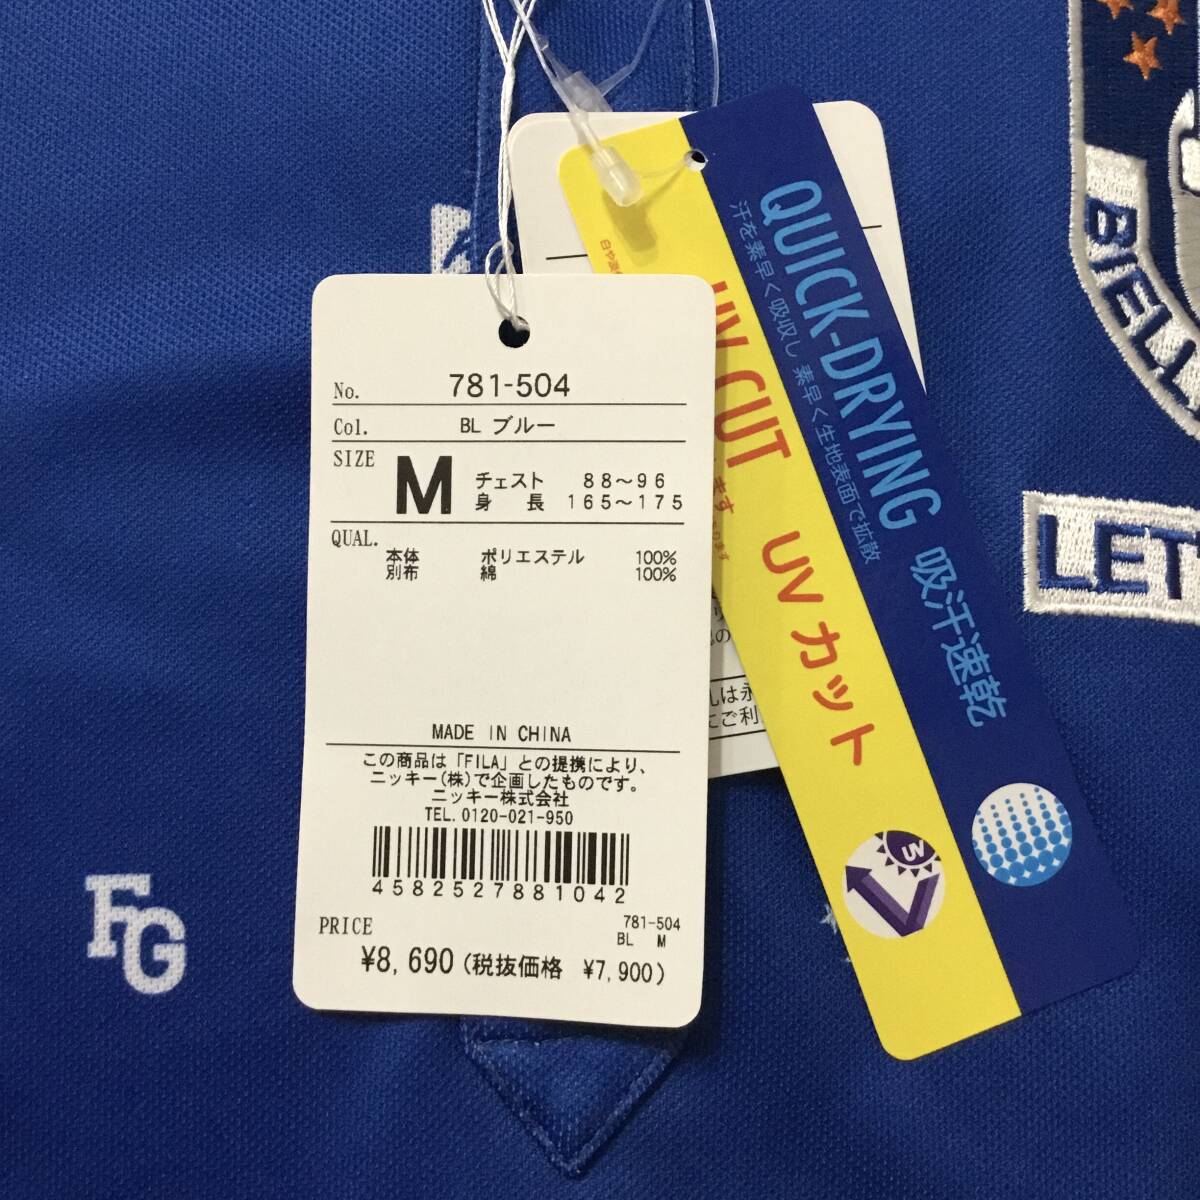 No. 781-504
Col. BL ブルー
SIZE M チェスト 88～96
身長 165～175
QUAL.
本体 ポリエステル 100%
別布 綿 100%
MADE IN CHINA
この商品は「FILA」との提携により、
ニッキー(株)で企画したものです。
ニッキー株式会社
TEL. 0120-021-950
4582527881042
PRICE 781-504
BL M
¥8,690 (税抜価格 ¥7,900)
QUICK-DRYING 吸汗速乾
汗を素早く吸収し 素早く生地表面で拡散
UV CUT UVカット
UV
FG
BIELL
LET